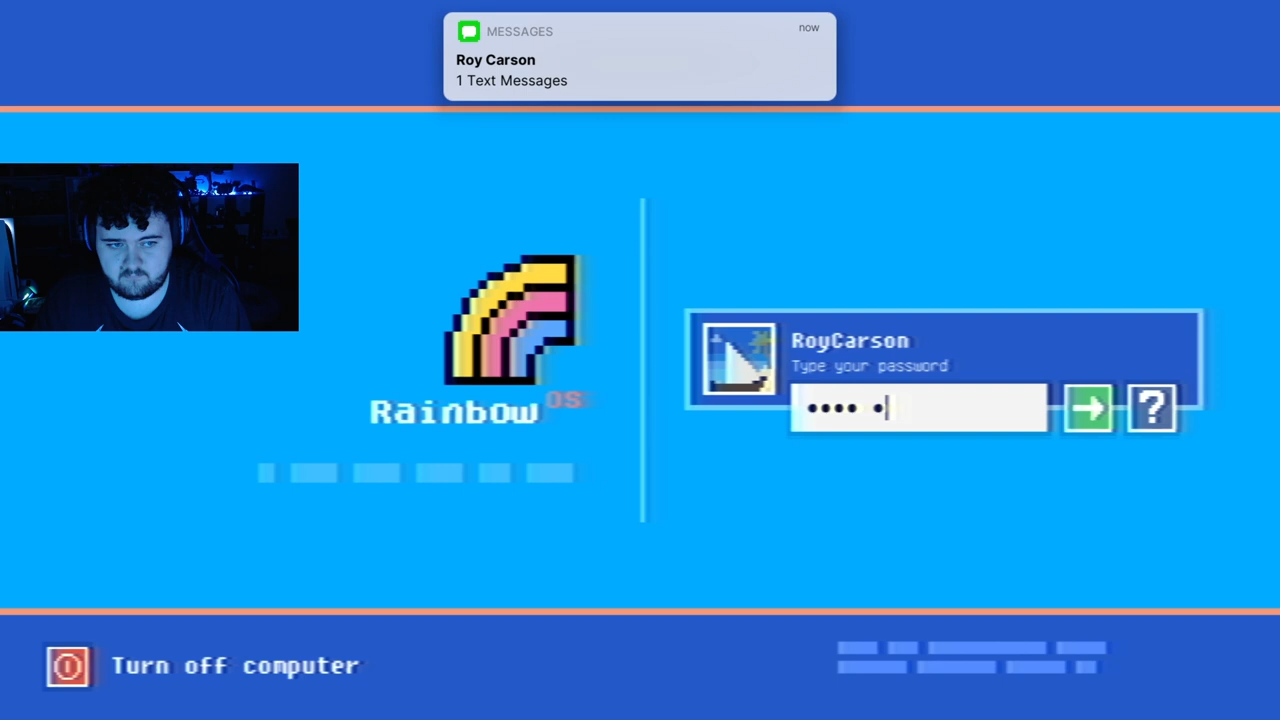 MESSAGES
now
Roy Carson
1 Text Messages
RoyCarson
Type your password
?
Rainbow OS
Turn off computer